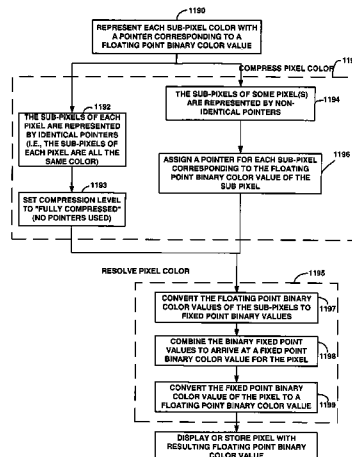 1190
REPRESENT EACH SUB-PIXEL COLOR WITH
A POINTER CORRESPONDING TO A
FLOATING POINT BINARY COLOR VALUE
COMPRESS PIXEL COLOR
1192
THE SUB-PIXELS OF EACH
PIXEL ARE REPRESENTED
BY IDENTICAL POINTERS
(I.E., THE SUB-PIXELS OF
EACH PIXEL ARE ALL THE
SAME COLOR)
1193
SET COMPRESSION LEVEL
TO "FULLY COMPRESSED"
(NO POINTERS USED)
THE SUB-PIXELS OF SOME PIXEL(S)
ARE REPRESENTED BY NON-
IDENTICAL POINTERS
1194
ASSIGN A POINTER FOR EACH SUB-PIXEL
CORRESPONDING TO THE FLOATING
POINT BINARY COLOR VALUE OF THE
SUB PIXEL
1196
RESOLVE PIXEL COLOR
1195
CONVERT THE FLOATING POINT BINARY
COLOR VALUES OF THE SUB-PIXELS TO
FIXED POINT BINARY VALUES
1197
COMBINE THE BINARY FIXED POINT
VALUES TO ARRIVE AT A FIXED POINT
BINARY COLOR VALUE FOR THE PIXEL
1198
CONVERT THE FIXED POINT BINARY
COLOR VALUE OF THE PIXEL TO A
FLOATING POINT BINARY COLOR VALUE
1199
DISPLAY OR STORE PIXEL WITH
RESULTING FLOATING POINT BINARY
COLOR VALUE